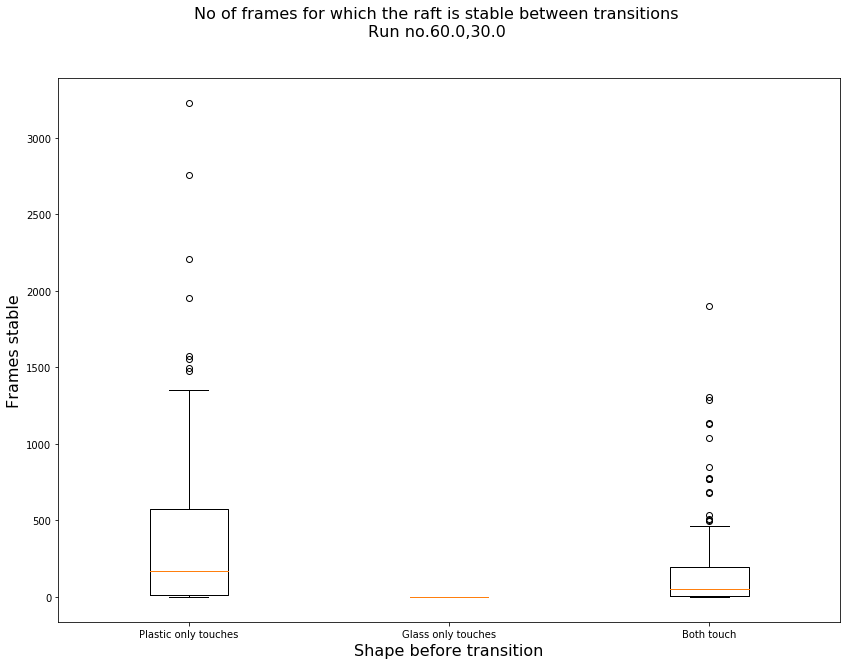 No of frames for which the raft is stable between transitions
Run no.60.0,30.0
3000
2500
2000
1500
1000
500
0
Frames stable
Plastic only touches
Glass only touches
Both touch
Shape before transition